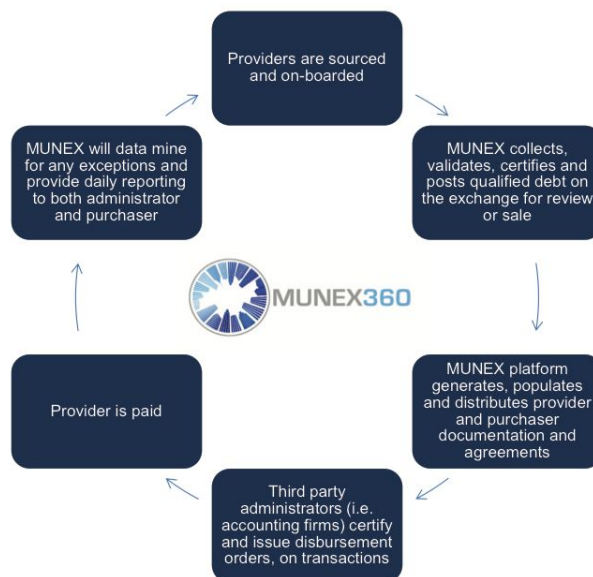 Providers are sourced
and on-boarded
MUNEX collects,
validates, certifies and
posts qualified debt on
the exchange for review
or sale
MUNEX platform
generates, populates
and distributes provider
and purchaser
documentation and
agreements
Third party
administrators (i.e.
accounting firms) certify
and issue disbursement
orders, on transactions
Provider is paid
MUNEX will data mine
for any exceptions and
provide daily reporting
to both administrator
and purchaser
MUNEX360